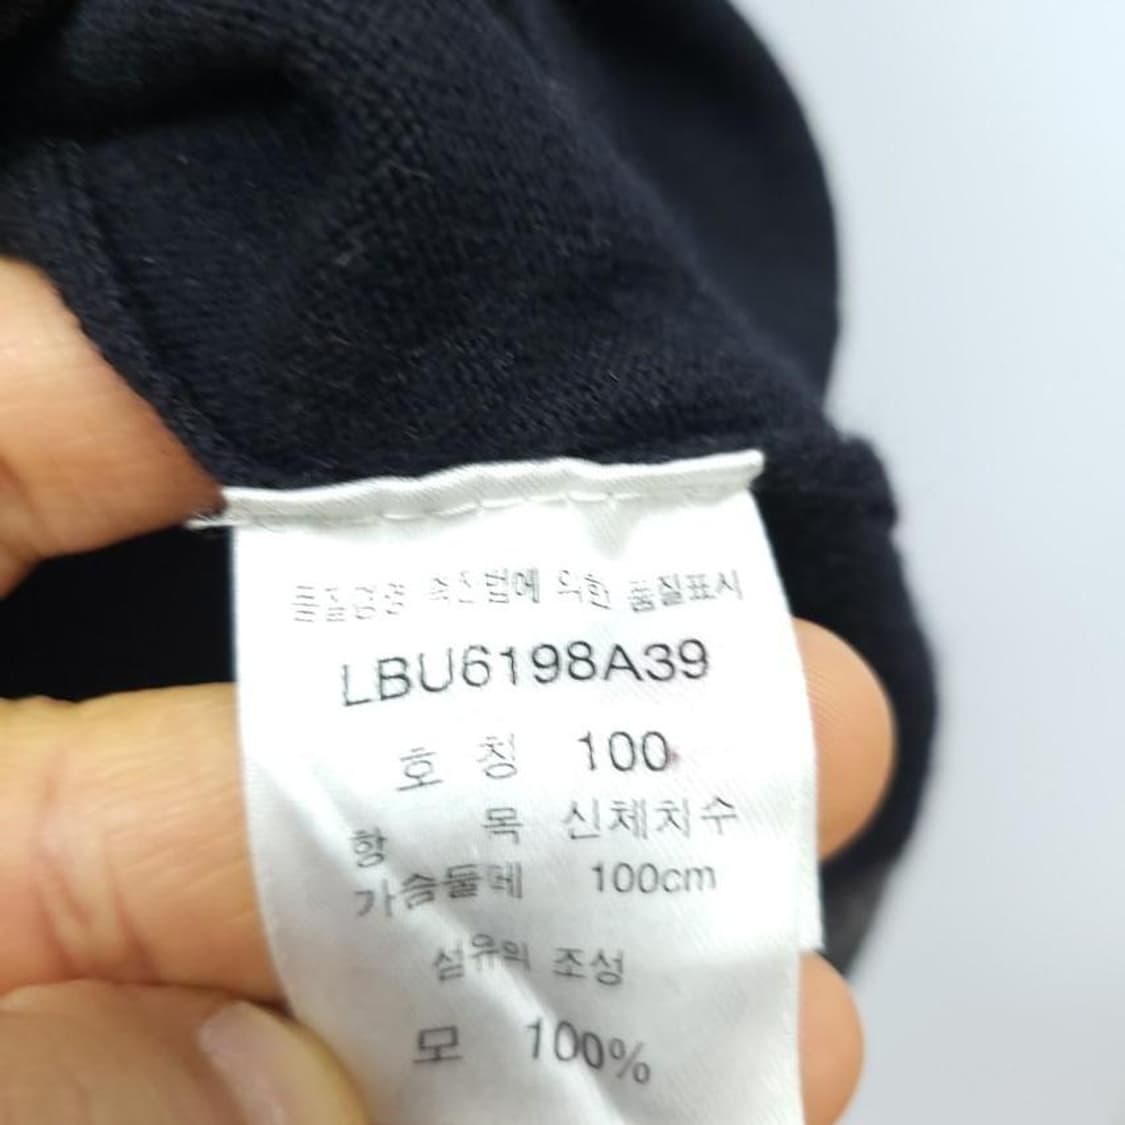 품질경영 촉진법에 의한 품질표시
LBU6198A39
호 칭 100
항 목 신체치수
가슴둘레 100cm
섬유의 조성
모 100%